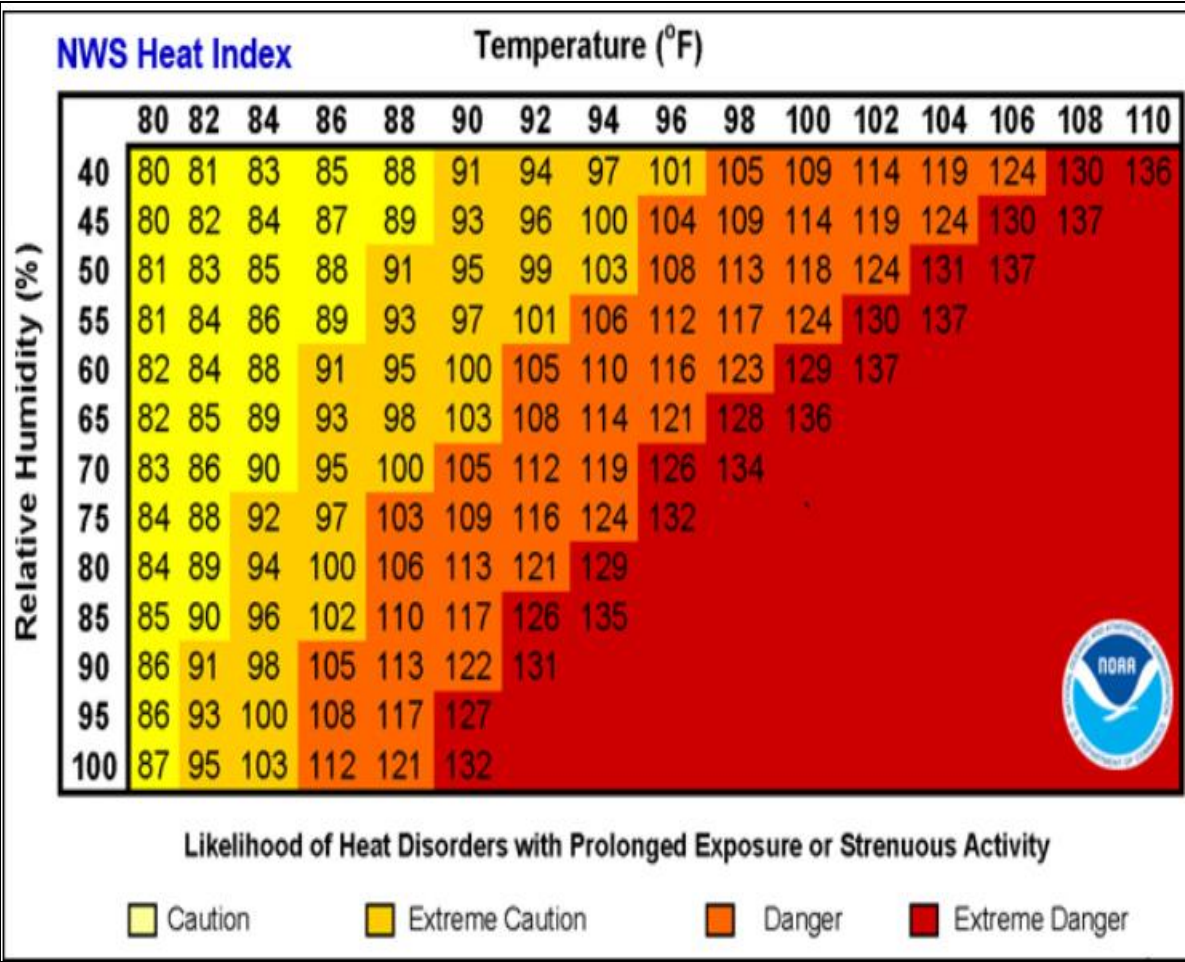 NWS Heat Index
Temperature (°F)
80 82 84 86 88 90 92 94 96 98 100 102 104 106 108 110
Relative Humidity (%)
40 80 81 83 85 88 91 94 97 101 105 109 114 119 124 130 136
45 80 82 84 87 89 93 96 100 104 109 114 119 124 130 137
50 81 83 85 88 91 95 99 103 108 113 118 124 131 137
55 81 84 86 89 93 97 101 106 112 117 124 130 137
60 82 84 88 91 95 100 105 110 116 123 129 137
65 82 85 89 93 98 103 108 114 121 128 136
70 83 86 90 95 100 105 112 119 126 134
75 84 88 92 97 103 109 116 124 132
80 84 89 94 100 106 113 121 129
85 85 90 96 102 110 117 126 135
90 86 91 98 105 113 122 131
95 86 93 100 108 117 127
100 87 95 103 112 121 132
NOAA
Likelihood of Heat Disorders with Prolonged Exposure or Strenuous Activity
Caution Extreme Caution Danger Extreme Danger